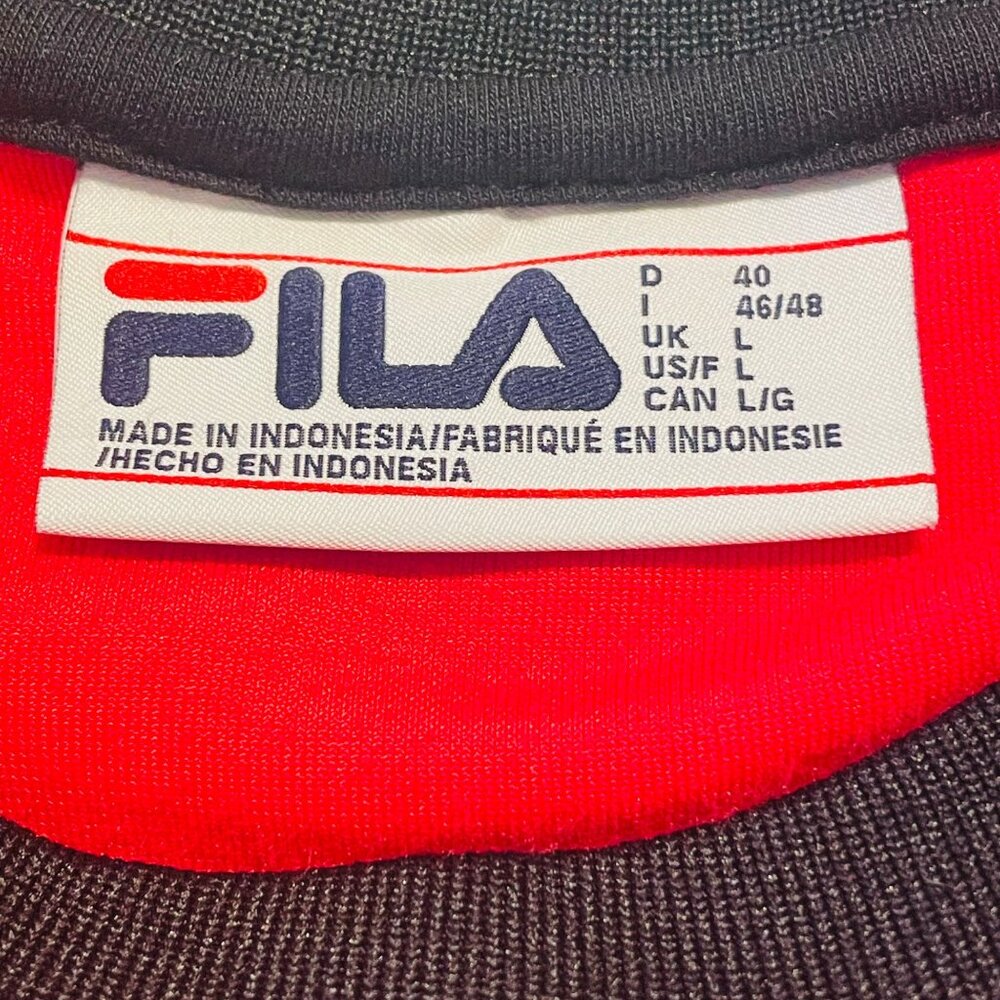 FILA
D 40
I 46/48
UK L
US/F L
CAN L/G
MADE IN INDONESIA/FABRIQUÉ EN INDONESIE
/HECHO EN INDONESIA